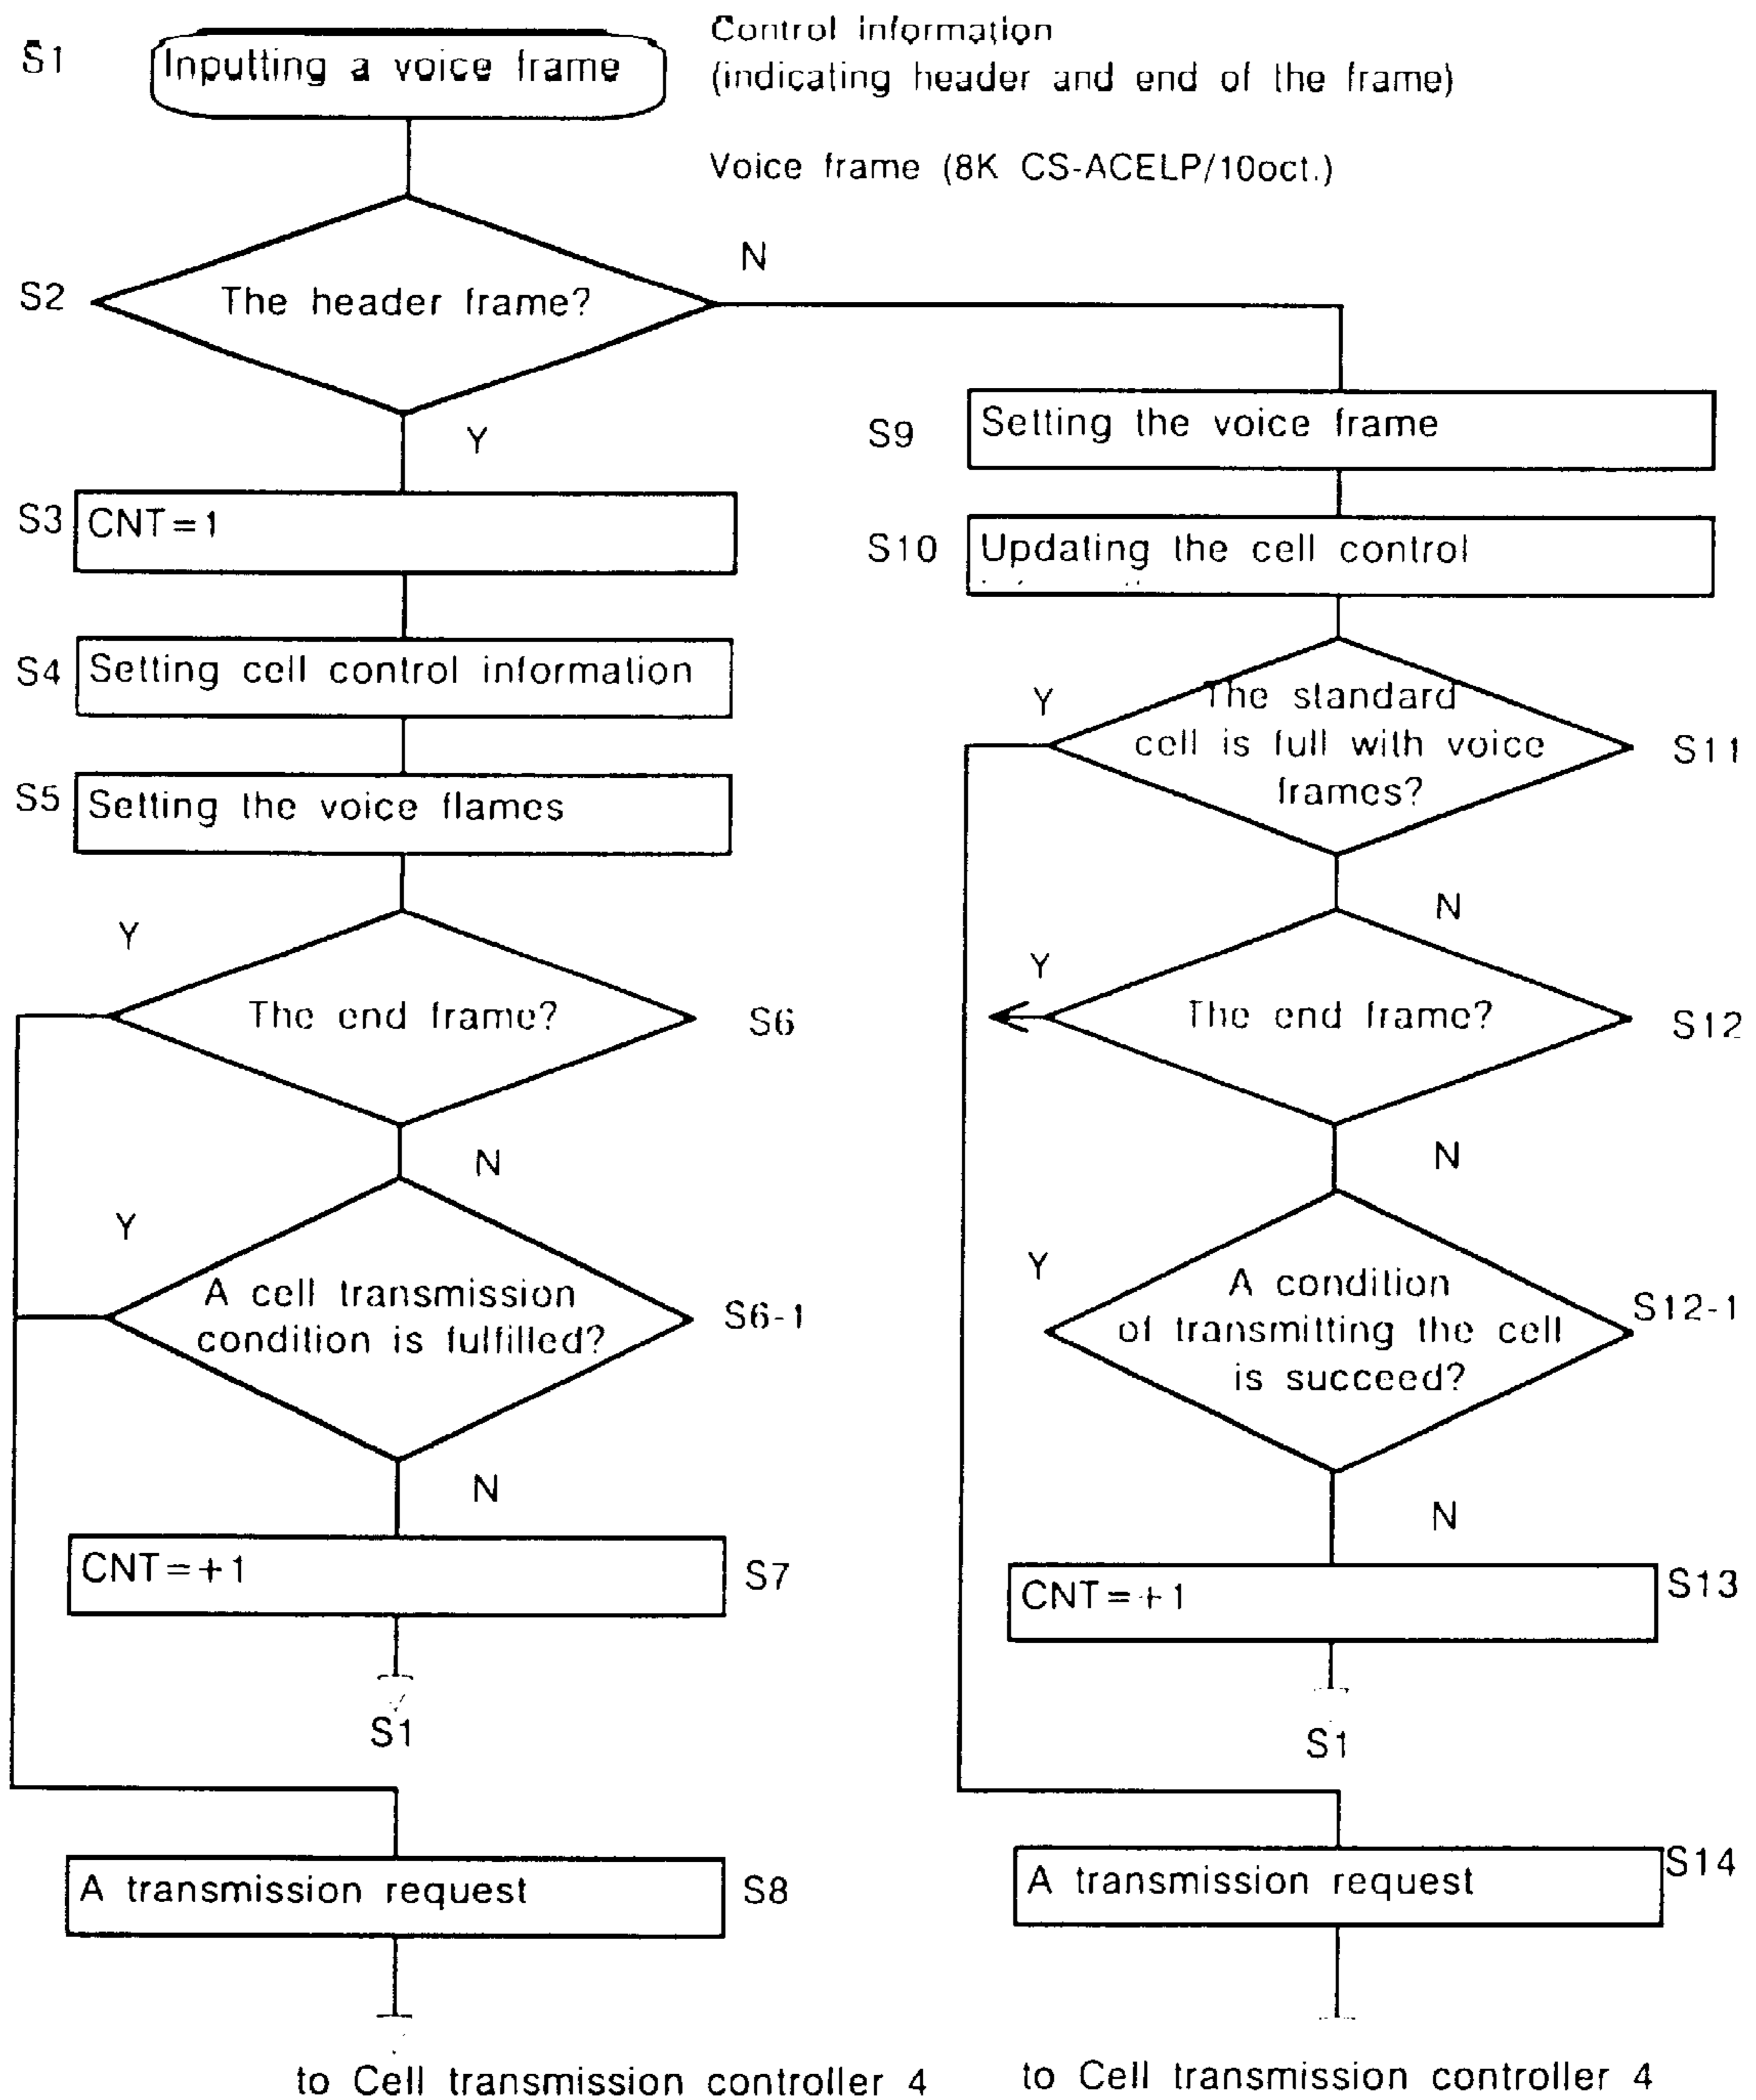 S1
Inputting a voice frame
Control information
(indicating header and end of the frame)
Voice frame (8K CS-ACELP/10oct.)
S2
The header frame?
N
Y
S3
CNT=1
S4
Setting cell control information
S5
Setting the voice flames
Y
The end frame?
S6
N
Y
A cell transmission
condition is fulfilled?
S6-1
N
CNT=+1
S7
S1
A transmission request
S8
to Cell transmission controller 4
S9
Setting the voice frame
S10
Updating the cell control
Y
The standard
cell is full with voice
frames?
S11
N
Y
The end frame?
S12
N
Y
A condition
of transmitting the cell
is succeed?
S12-1
N
CNT=+1
S13
S1
A transmission request
S14
to Cell transmission controller 4